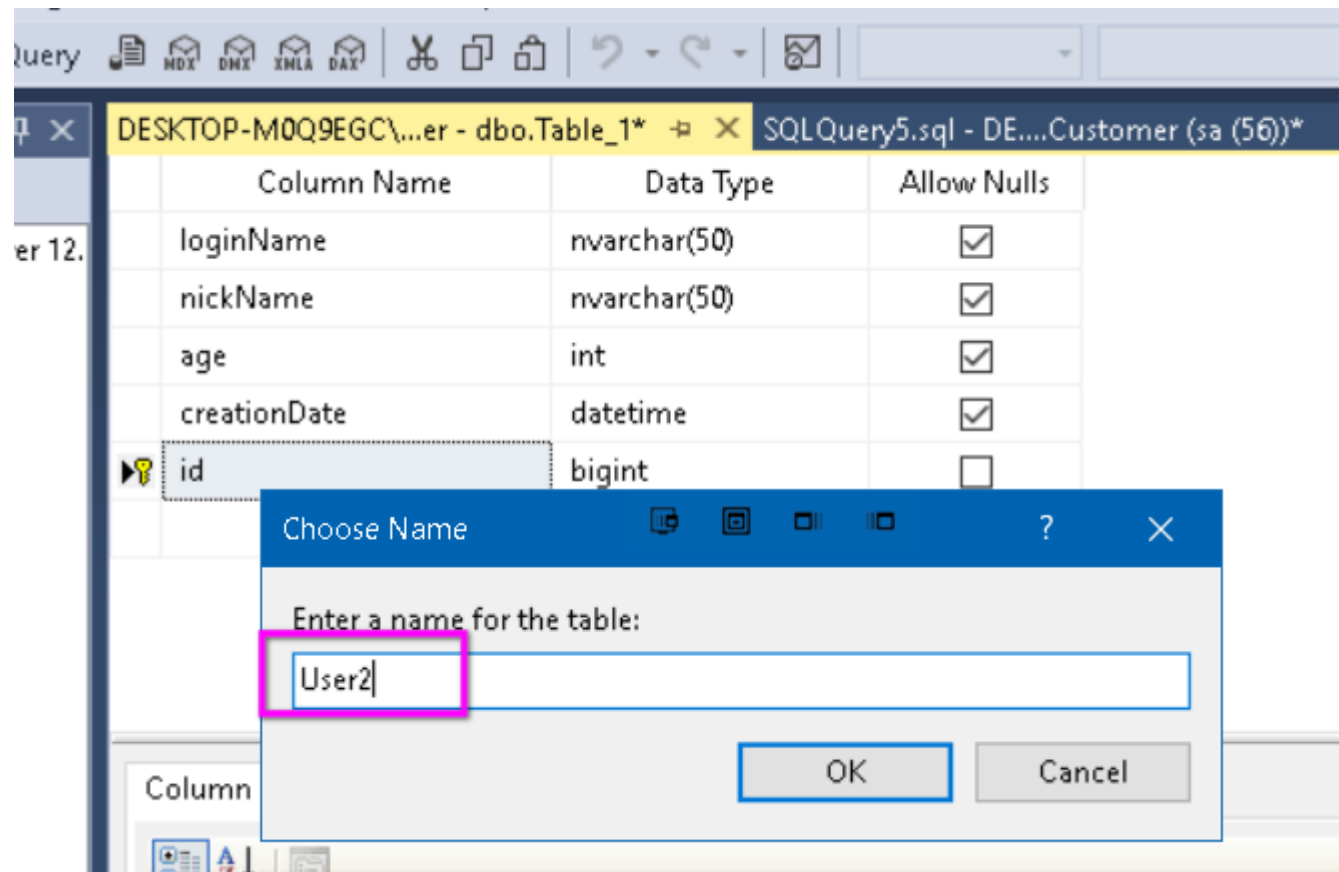 Query MDX DMX XMLA DAX
DESKTOP-M0Q9EGC\...er - dbo.Table_1* SQLQuery5.sql - DE....Customer (sa (56))*
Column Name Data Type Allow Nulls
er 12. loginName nvarchar(50)
nickName nvarchar(50)
age int
creationDate datetime
id bigint
Choose Name ?
Enter a name for the table:
User2
OK Cancel
Column